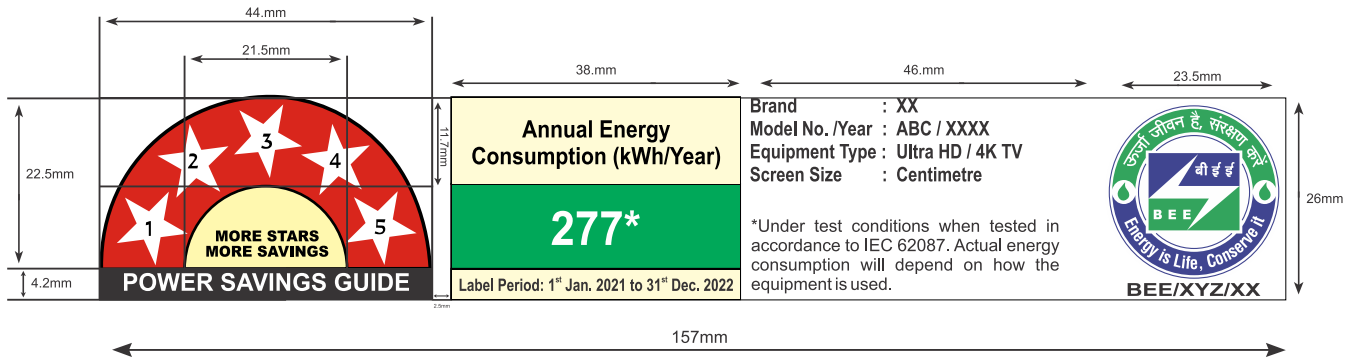 44.mm
21.5mm
38.mm
46.mm
23.5mm
22.5mm
4.2mm
11.7mm
2.5mm
26mm
157mm
1
2
3
4
5
MORE STARS
MORE SAVINGS
POWER SAVINGS GUIDE
Annual Energy
Consumption (kWh/Year)
277*
Label Period: 1st Jan. 2021 to 31st Dec. 2022
Brand : XX
Model No. /Year : ABC / XXXX
Equipment Type : Ultra HD / 4K TV
Screen Size : Centimetre
*Under test conditions when tested in
accordance to IEC 62087. Actual energy
consumption will depend on how the
equipment is used.
ऊर्जा जीवन है, संरक्षण करें
बी ई ई
BEE
Energy is Life, Conserve it
BEE/XYZ/XX